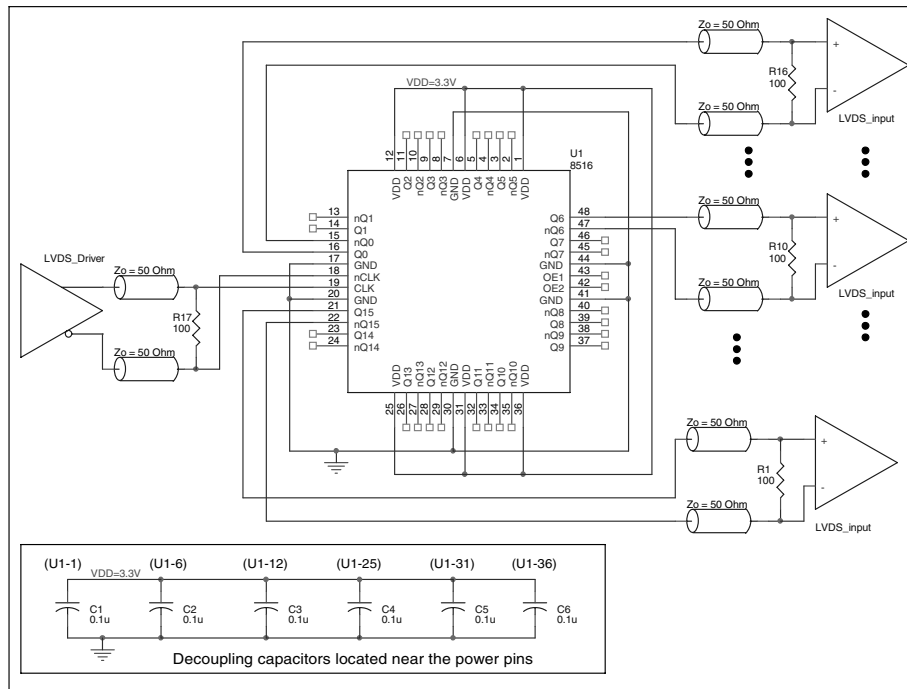 Zo = 50 Ohm
+
R16
100
-
Zo = 50 Ohm
LVDS_input
VDD=3.3V
U1
8516
12
11
10
9
8
7
6
5
4
3
2
1
VDD
Q2
nQ2
Q3
nQ3
GND
VDD
Q4
nQ4
Q5
nQ5
VDD
13
nQ1
14
Q1
15
nQ0
16
Q0
17
GND
18
nCLK
19
CLK
20
GND
21
Q15
22
nQ15
23
Q14
24
nQ14
Q6
48
nQ6
47
Q7
46
nQ7
45
GND
44
OE1
43
OE2
42
GND
41
nQ8
40
Q8
39
nQ9
38
Q9
37
VDD
Q13
nQ13
Q12
nQ12
GND
VDD
Q11
nQ11
Q10
nQ10
VDD
25
26
27
28
29
30
31
32
33
34
35
36
LVDS_Driver
Zo = 50 Ohm
R17
100
Zo = 50 Ohm
Zo = 50 Ohm
+
R10
100
-
Zo = 50 Ohm
LVDS_input
Zo = 50 Ohm
+
R1
100
-
Zo = 50 Ohm
LVDS_input
(U1-1)
(U1-6)
(U1-12)
(U1-25)
(U1-31)
(U1-36)
VDD=3.3V
C1
0.1u
C2
0.1u
C3
0.1u
C4
0.1u
C5
0.1u
C6
0.1u
Decoupling capacitors located near the power pins